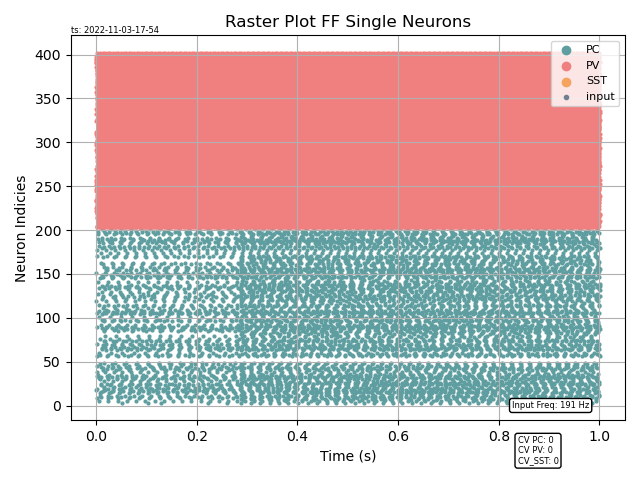 ts: 2022-11-03-17-54
Raster Plot FF Single Neurons
PC
PV
SST
input
Neuron Indicies
400
350
300
250
200
150
100
50
0
0.0 0.2 0.4 0.6 0.8 1.0
Time (s)
Input Freq: 191 Hz
CV PC: 0
CV PV: 0
CV_SST: 0